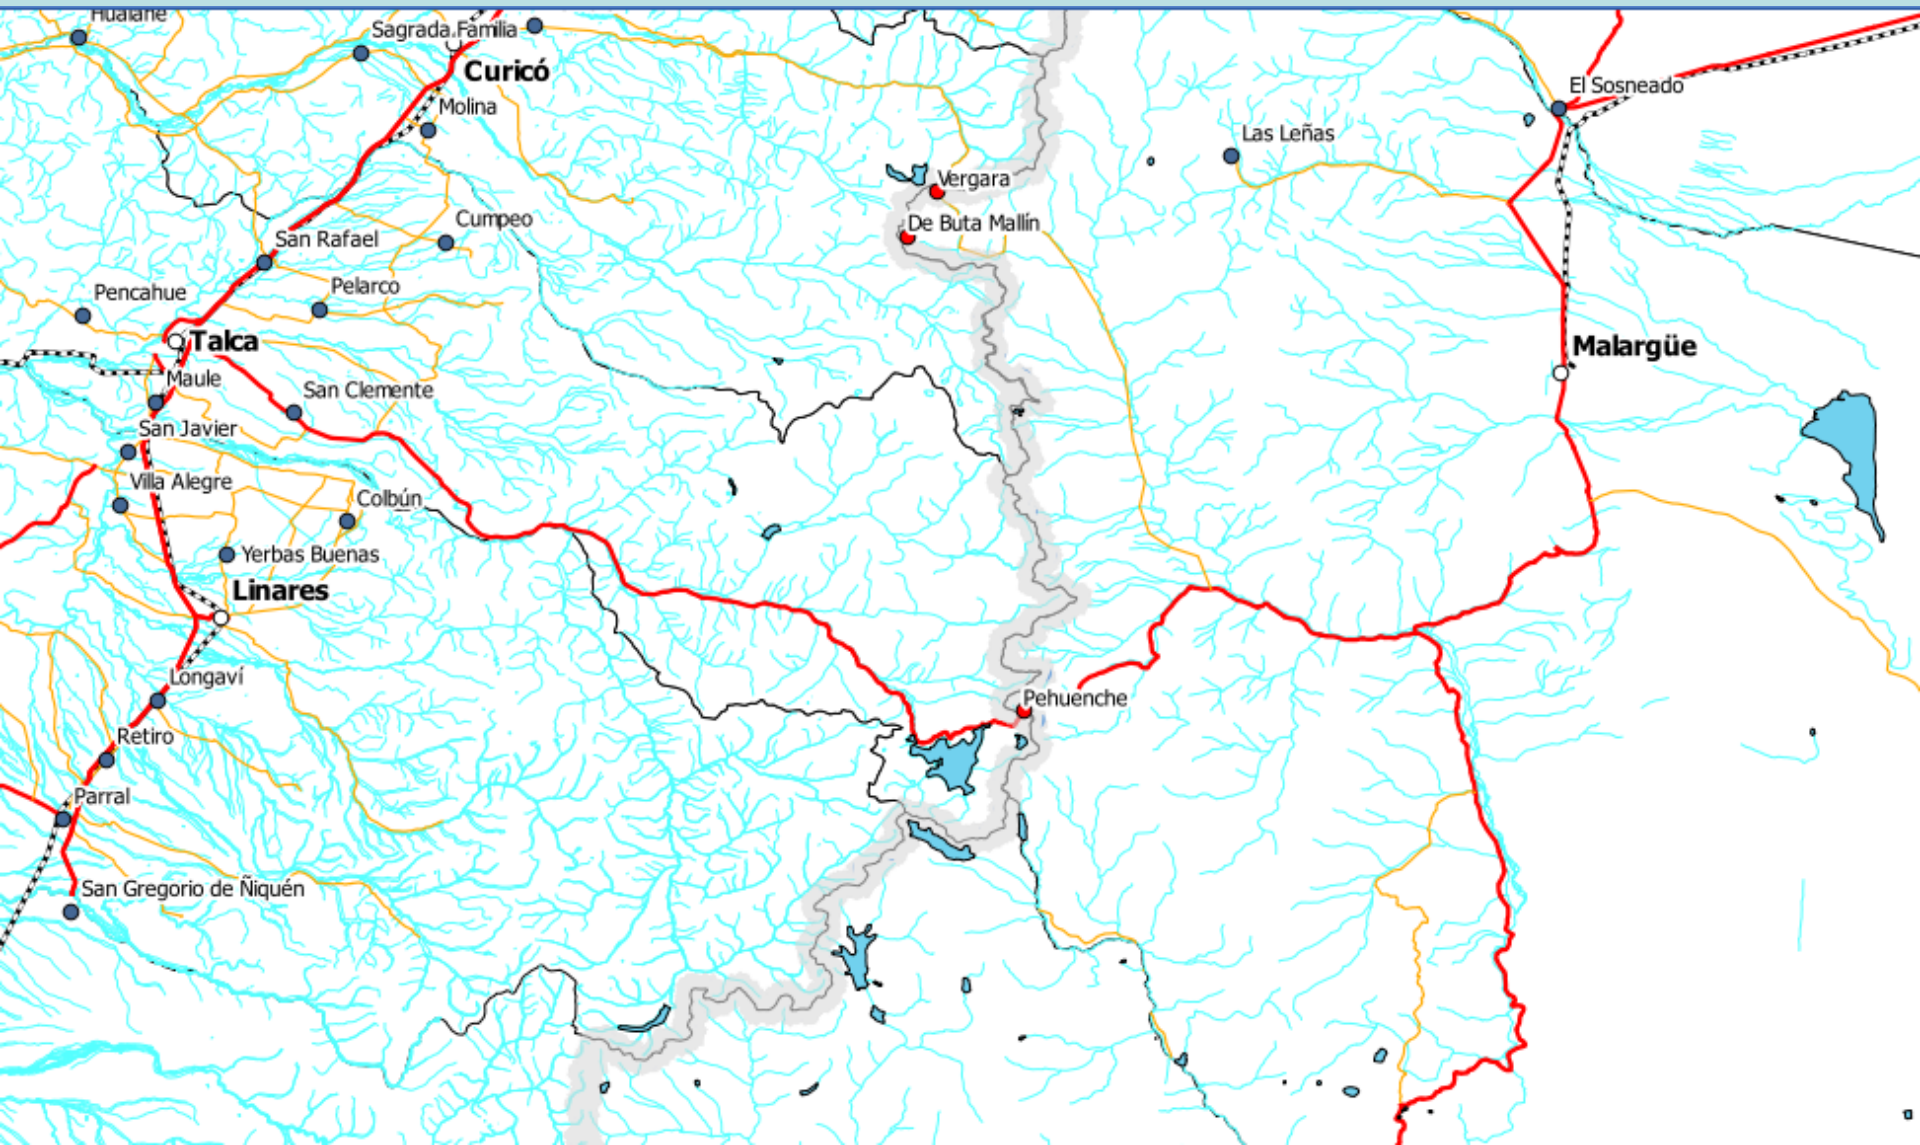 Hualañé
Sagrada Familia
Curicó
El Sosneado
Molina
Las Leñas
Vergara
Cumpeo
De Buta Mallín
San Rafael
Pencahue
Pelarco
Talca
Malargüe
Maule
San Clemente
San Javier
Villa Alegre
Colbún
Yerbas Buenas
Linares
Longaví
Pehuenche
Retiro
Parral
San Gregorio de Ñiquén